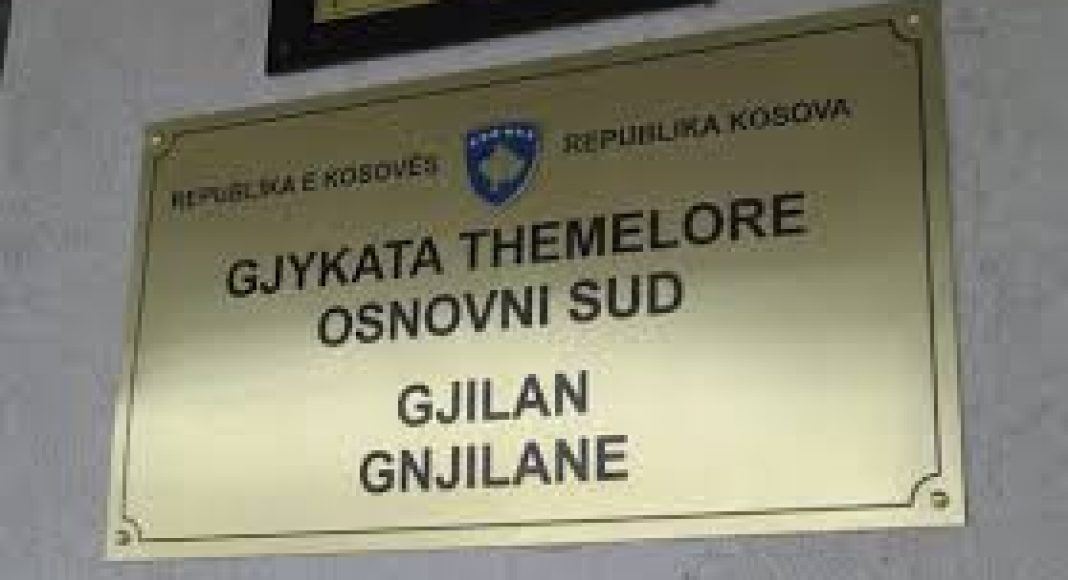 REPUBLIKA E KOSOVËS REPUBLIKA KOSOVA
GJYKATA THEMELORE
OSNOVNI SUD
GJILAN
GNJILANE